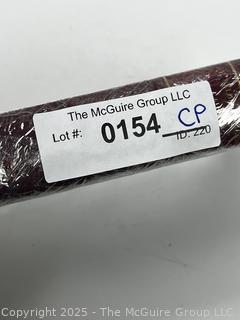 The McGuire Group LLC
Lot #: 0154 CP
ID: 220
Copyright 2025 - The McGuire Group LLC